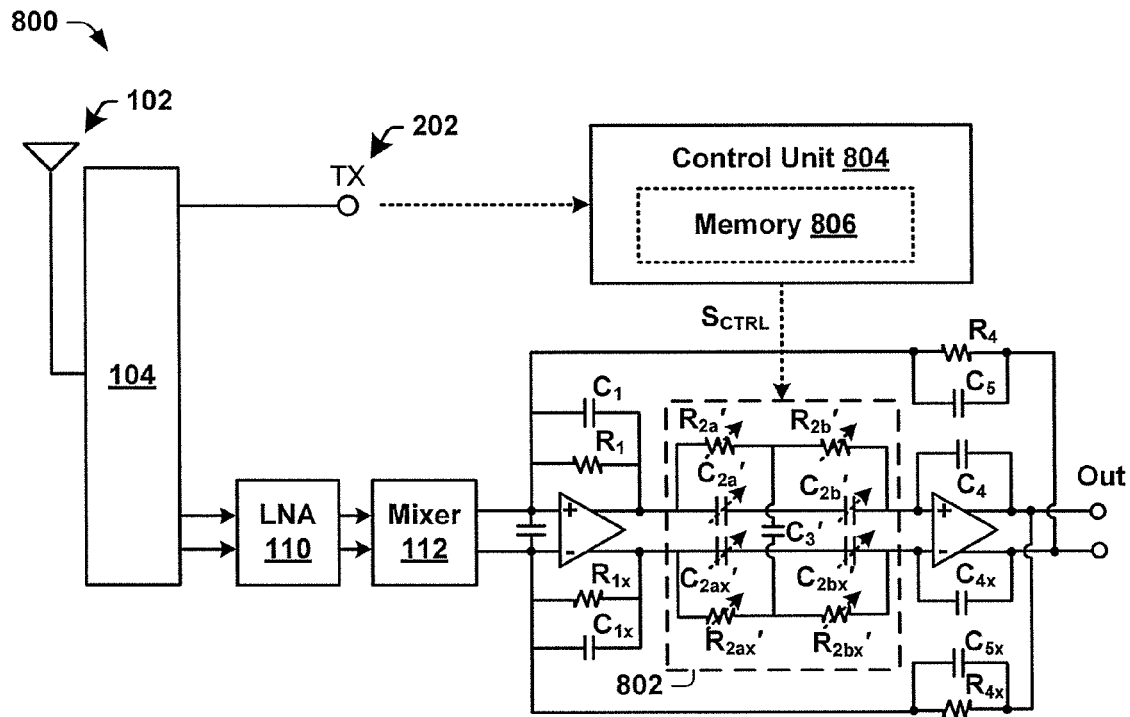 800
102
202
TX
Control Unit 804
Memory 806
SCTRL
R4
C5
104
C1
R1
R2a'
R2b'
C2a'
C2b'
C4
Out
LNA
110
Mixer
112
+
-
C3'
+
-
R1x
C1x
C2ax'
C2bx'
C4x
R2ax'
R2bx'
802
C5x
R4x